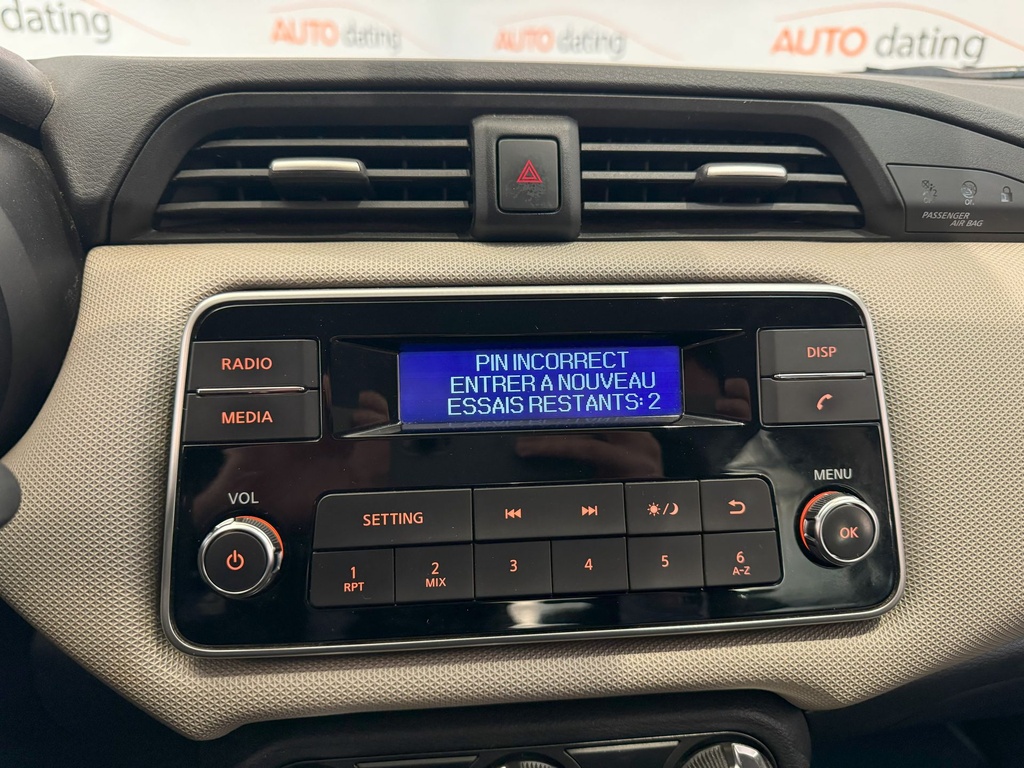 dating
AUTO dating
AUTO dating
AUTO dating
PASSENGER
AIR BAG
RADIO
MEDIA
PIN INCORRECT
ENTRER A NOUVEAU
ESSAIS RESTANTS: 2
DISP
VOL
MENU
SETTING
OK
1
RPT
2
MIX
3
4
5
6
A-Z